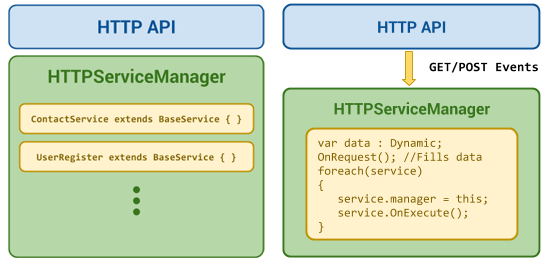 HTTP API
HTTPServiceManager
ContactService extends BaseService { }
UserRegister extends BaseService { }
HTTP API
GET/POST Events
HTTPServiceManager
var data : Dynamic;
OnRequest(); //Fills data
foreach(service)
{
service.manager = this;
service.OnExecute();
}